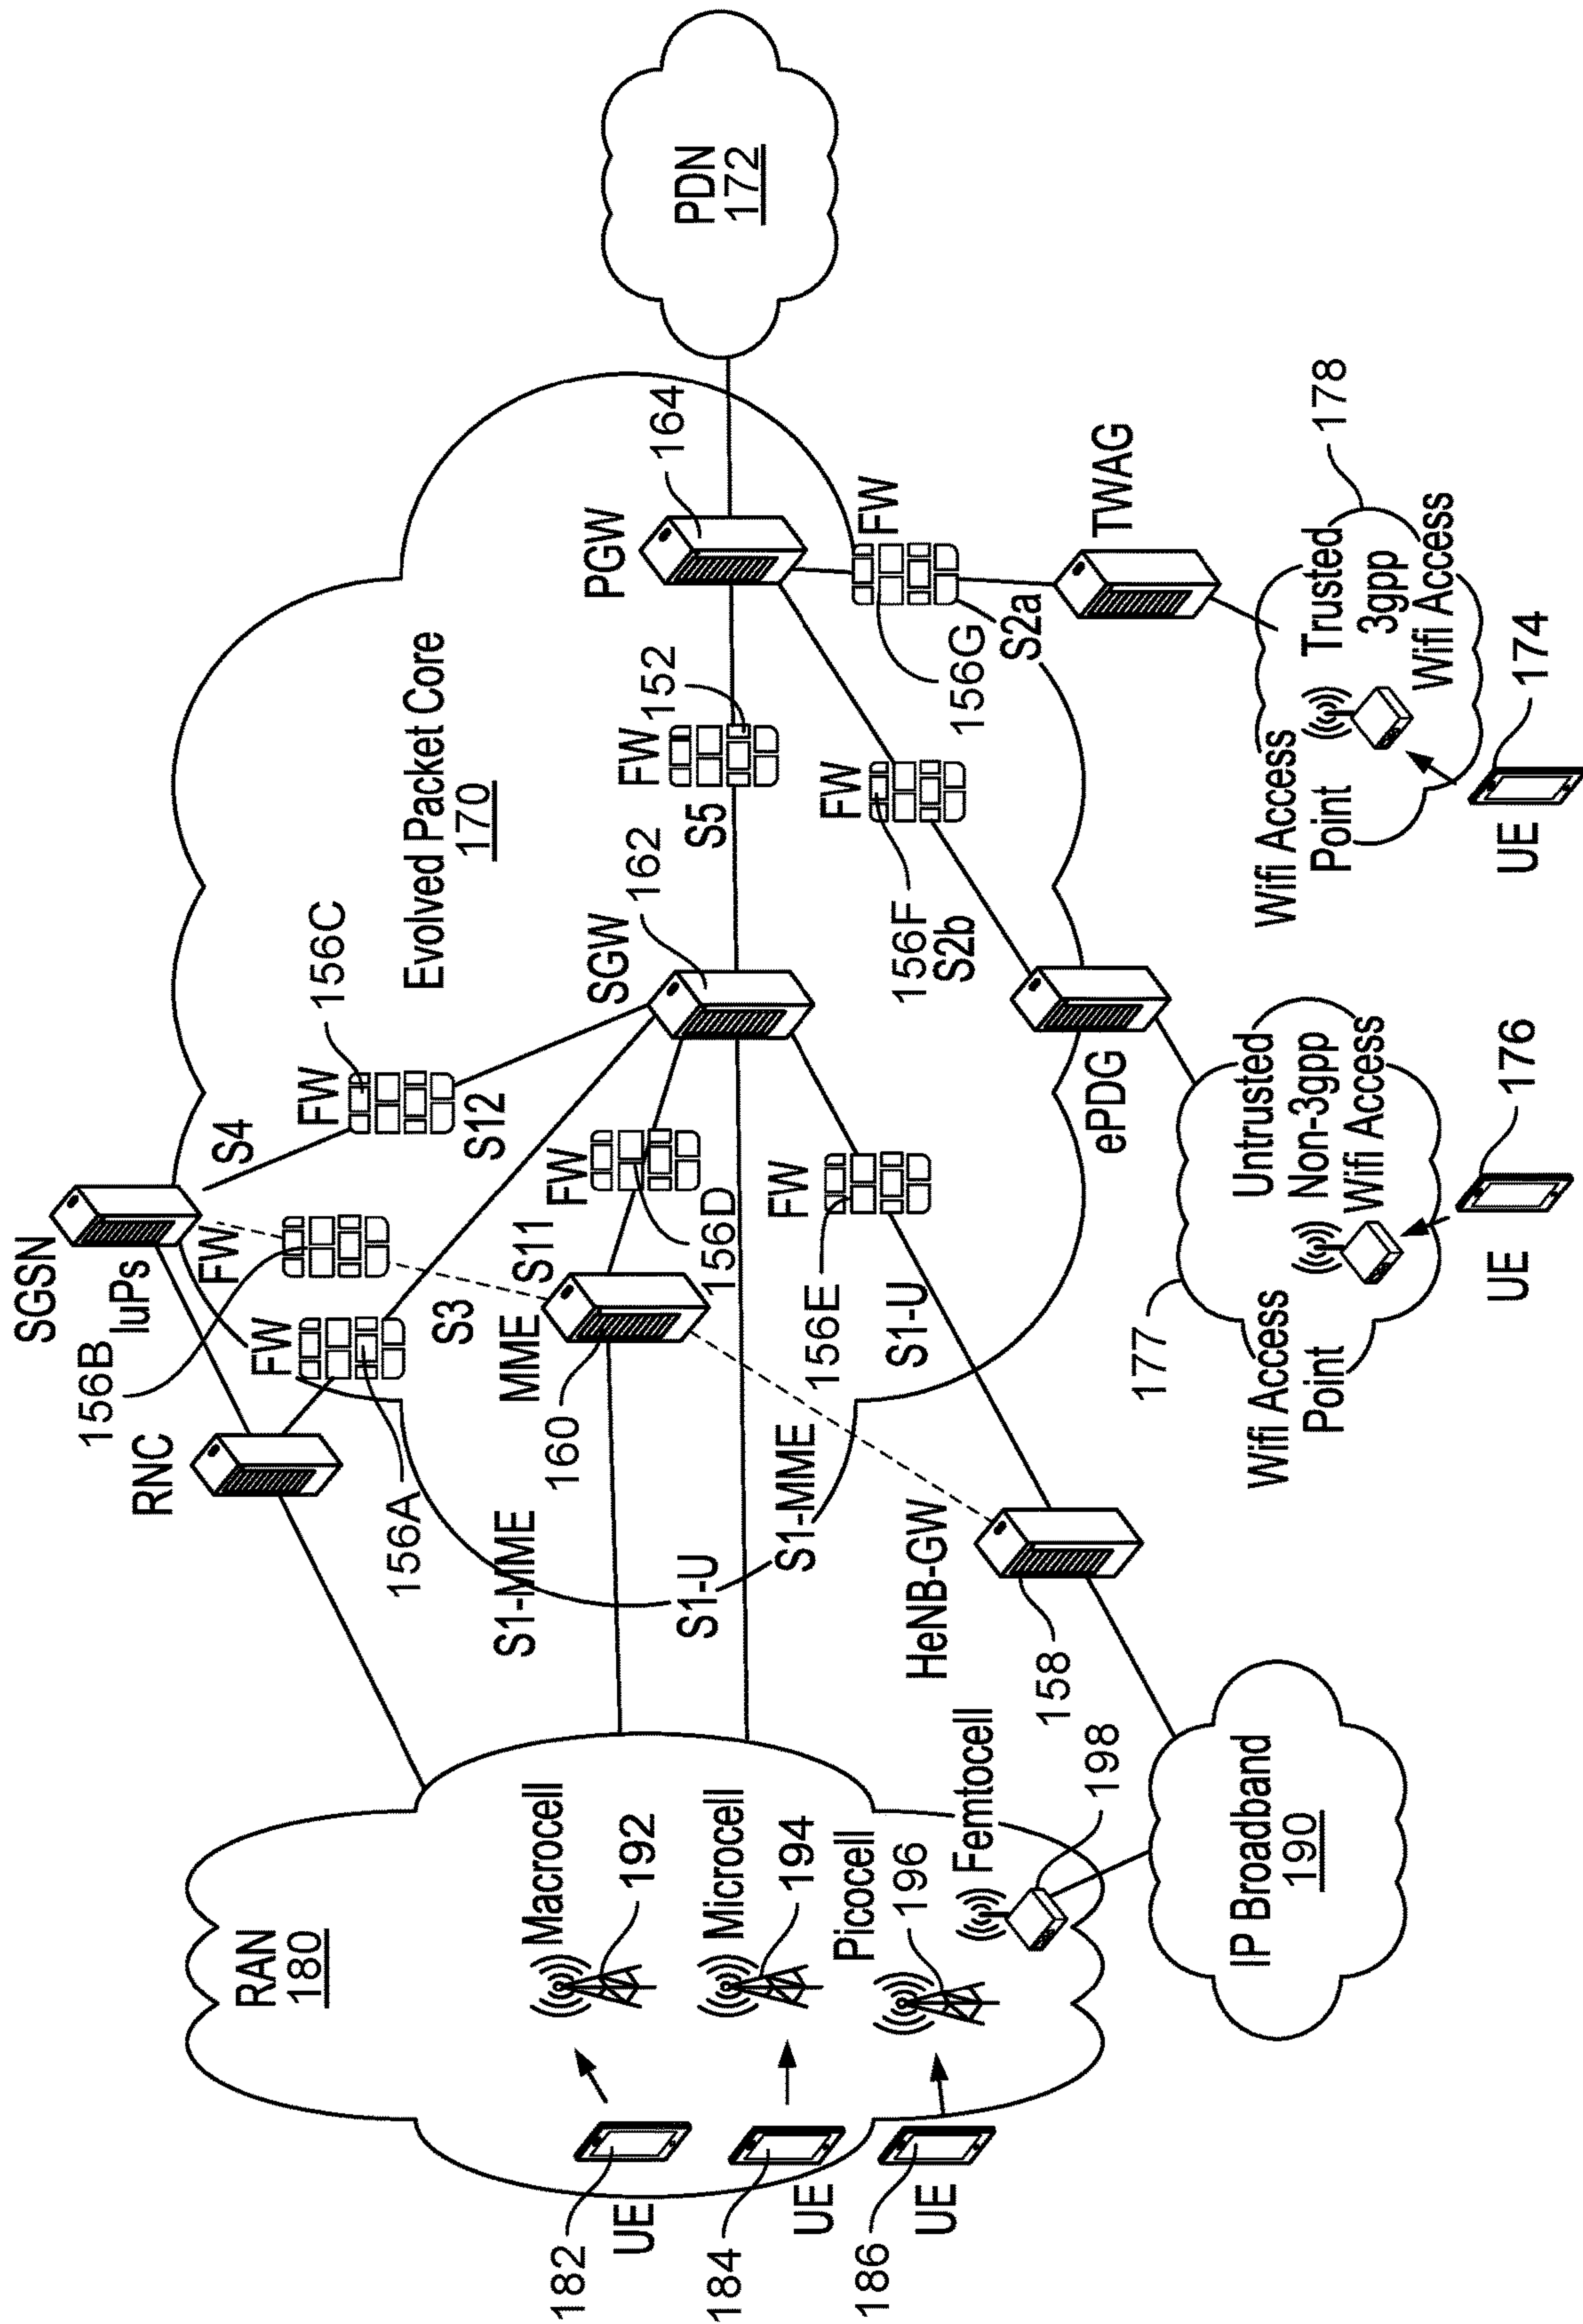 SGSN
IuPs
S4
FW
156B
FW
156C
RNC
FW
156A
S3
S12
Evolved Packet Core
170
RAN
180
S1-MME
MME
160
S11
FW
156D
SGW
162
FW
152
S5
PGW
164
PDN
172
Macrocell
192
S1-U
Microcell
194
S1-MME
FW
156E
S1-U
FW
156F
S2b
FW
156G
S2a
182
UE
184
UE
186
UE
Picocell
196
Femtocell
198
HeNB-GW
158
ePDG
TWAG
IP Broadband
190
177
Untrusted
Non-3gpp
Wifi Access
Wifi Access
Point
UE
176
178
Trusted
3gpp
Wifi Access
Wifi Access
Point
UE
174